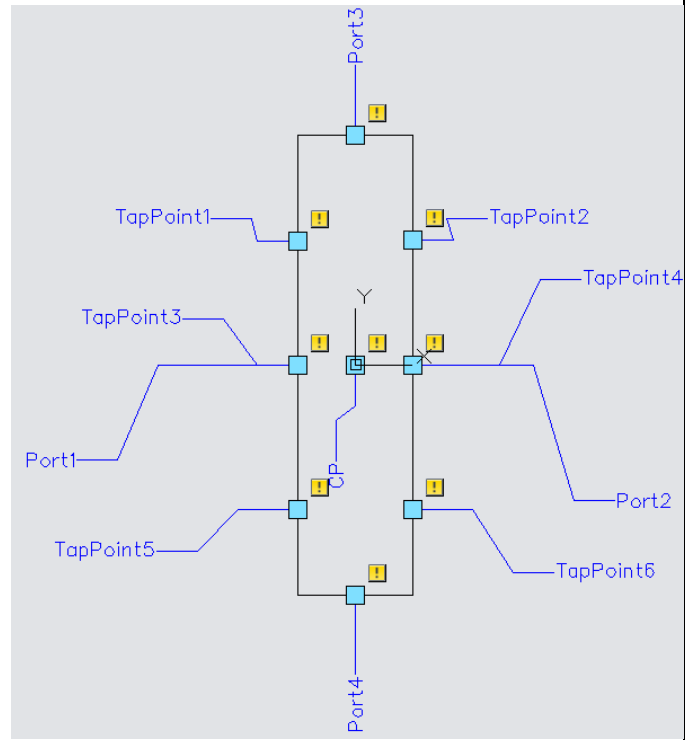 Port3
TapPoint1
TapPoint2
TapPoint4
Y
TapPoint3
X
Port1
CP
Port2
TapPoint5
TapPoint6
Port4